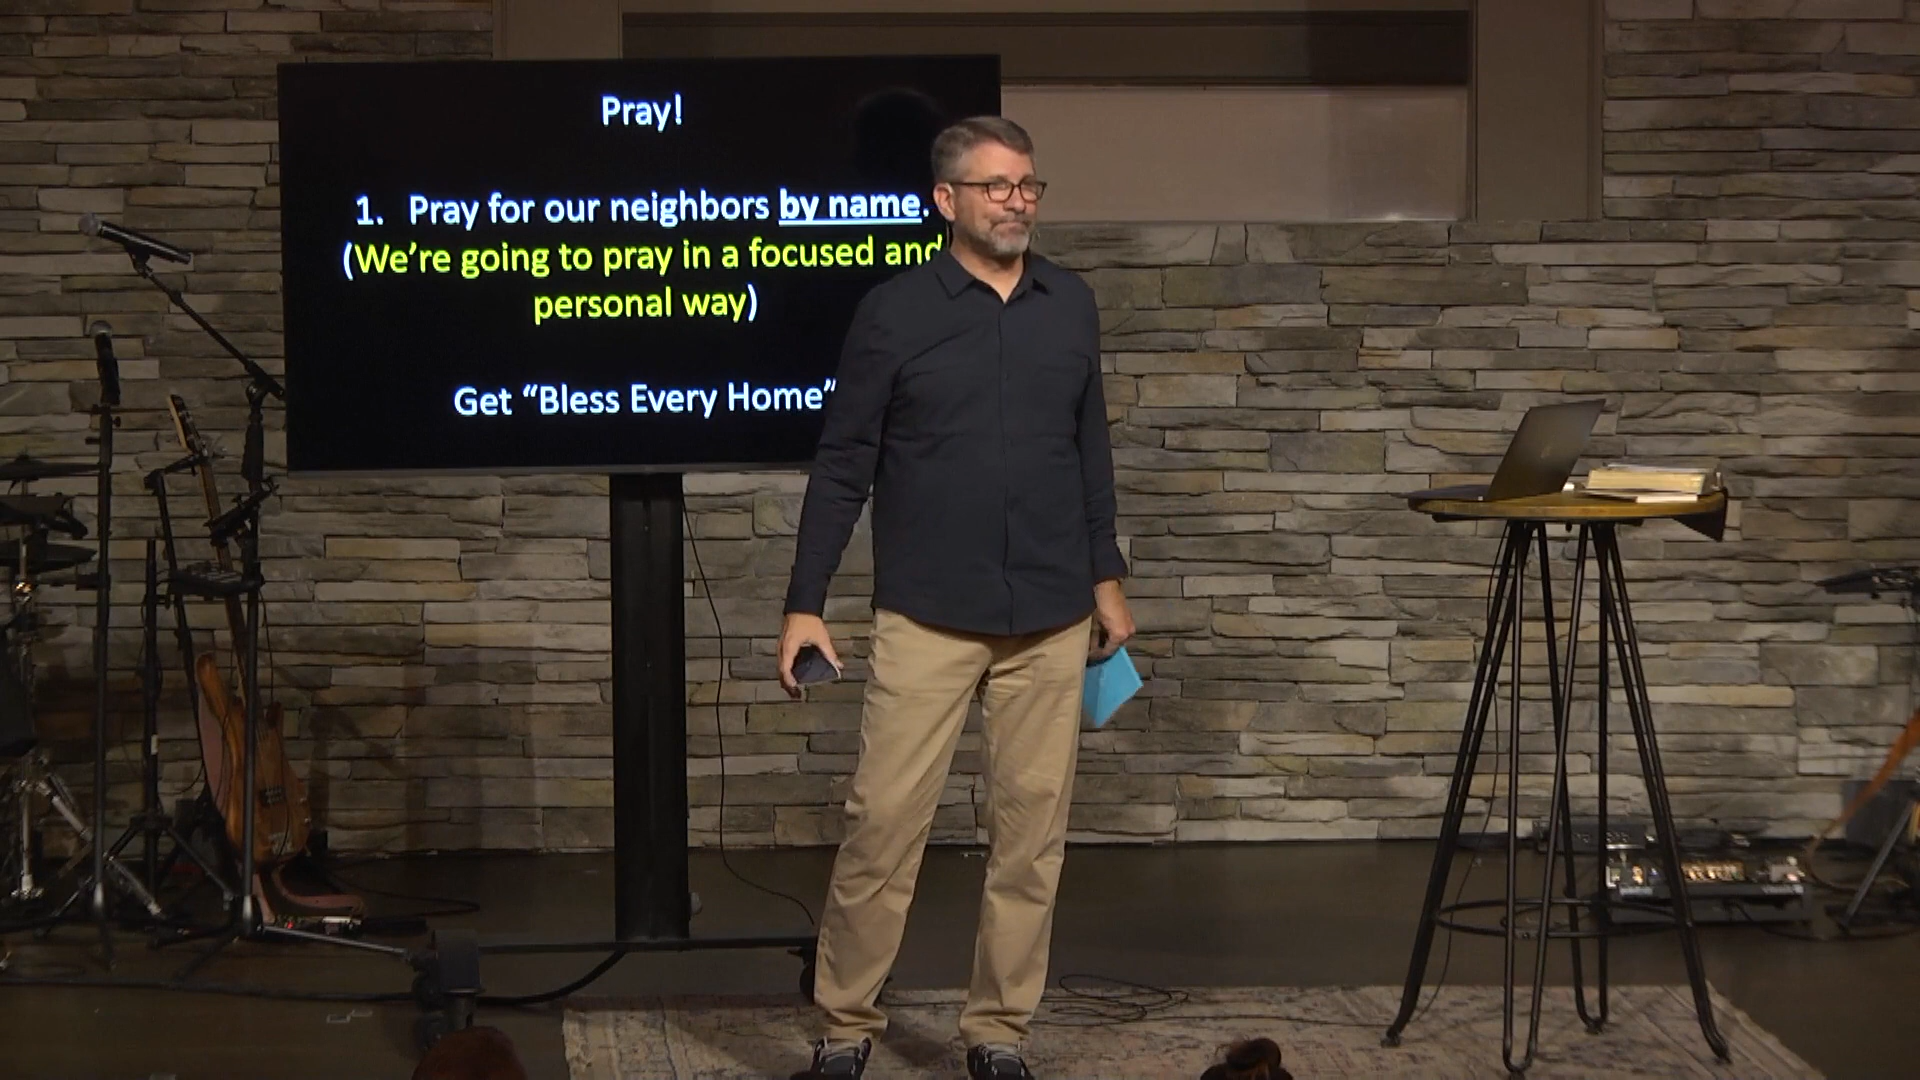 Pray!
1. Pray for our neighbors by name.
(We’re going to pray in a focused and
personal way)
Get “Bless Every Home”